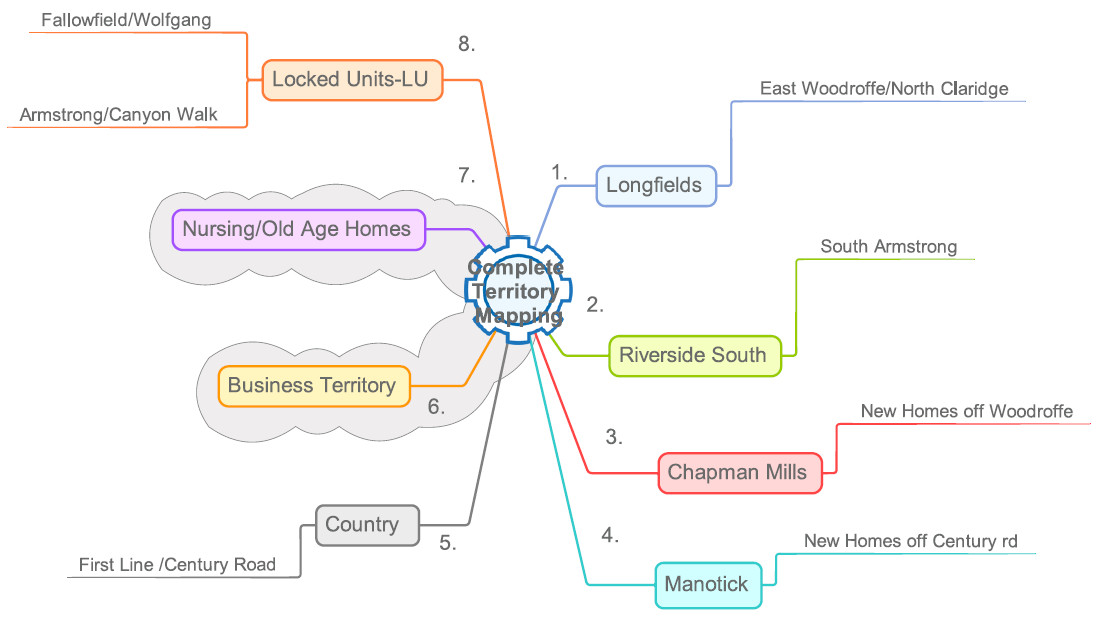 Fallowfield/Wolfgang
8.
Locked Units-LU
Armstrong/Canyon Walk
East Woodroffe/North Claridge
1.
Longfields
7.
Nursing/Old Age Homes
Complete
Territory
Mapping
South Armstrong
2.
Riverside South
Business Territory
6.
New Homes off Woodroffe
3.
Chapman Mills
Country
5.
First Line /Century Road
4.
New Homes off Century rd
Manotick